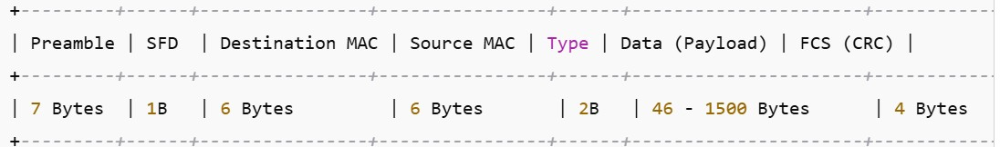 +---------+-------+-----------------+----------------+-------+----------------------+-----------
| Preamble | SFD | Destination MAC | Source MAC | Type | Data (Payload) | FCS (CRC) |
+---------+-------+-----------------+----------------+-------+----------------------+-----------
| 7 Bytes | 1B | 6 Bytes | 6 Bytes | 2B | 46 - 1500 Bytes | 4 Bytes
+---------+-------+-----------------+----------------+-------+----------------------+-----------